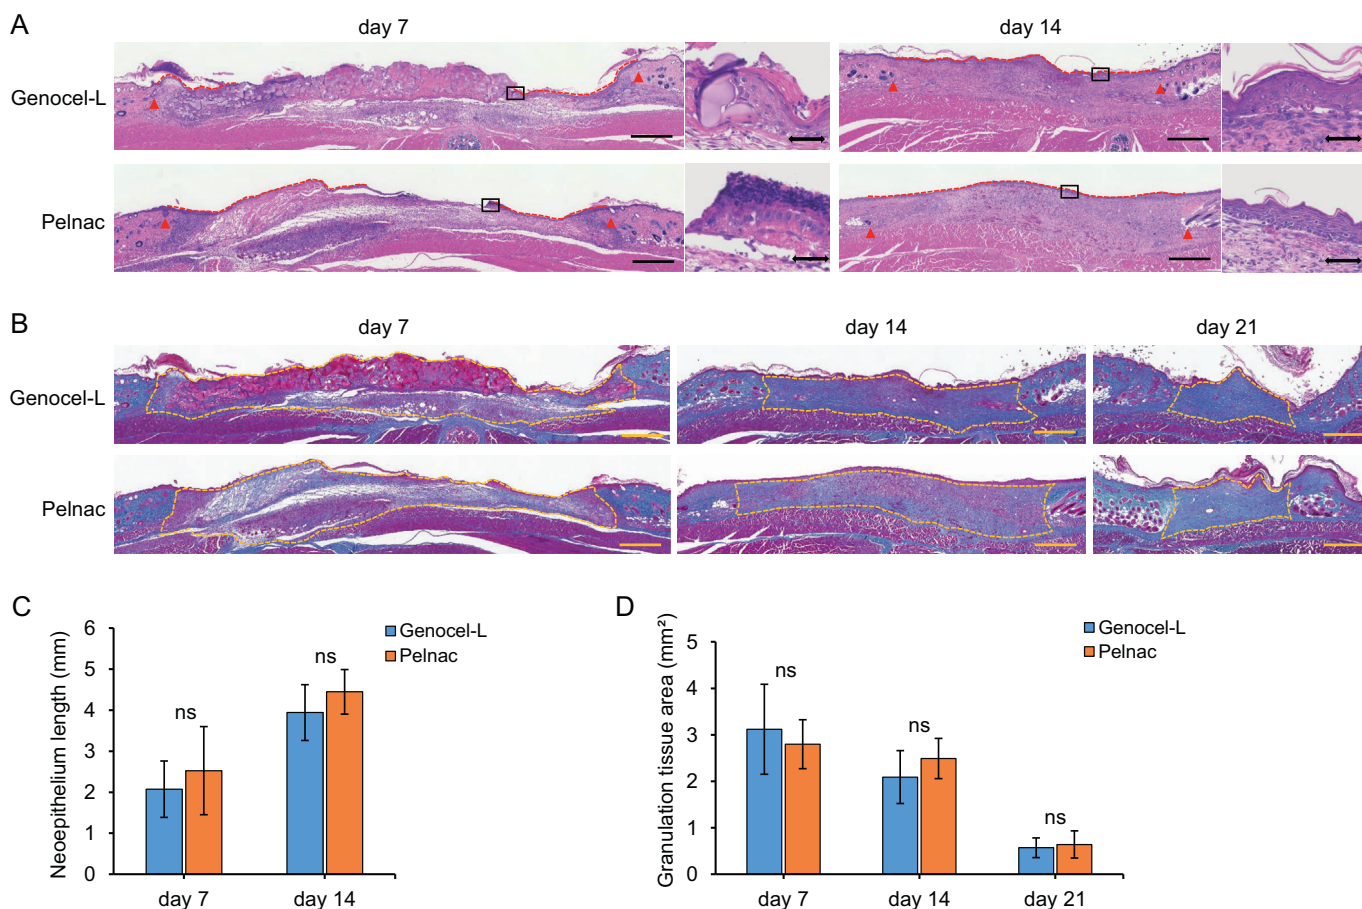 A
day 7
day 14
Genocel-L
Pelnac
B
day 7
day 14
day 21
Genocel-L
Pelnac
C
Neoepithelium length (mm)
6
5
4
3
2
1
0
ns
ns
Genocel-L
Pelnac
day 7
day 14
D
Granulation tissue area (mm²)
5
4
3
2
1
0
ns
ns
ns
Genocel-L
Pelnac
day 7
day 14
day 21